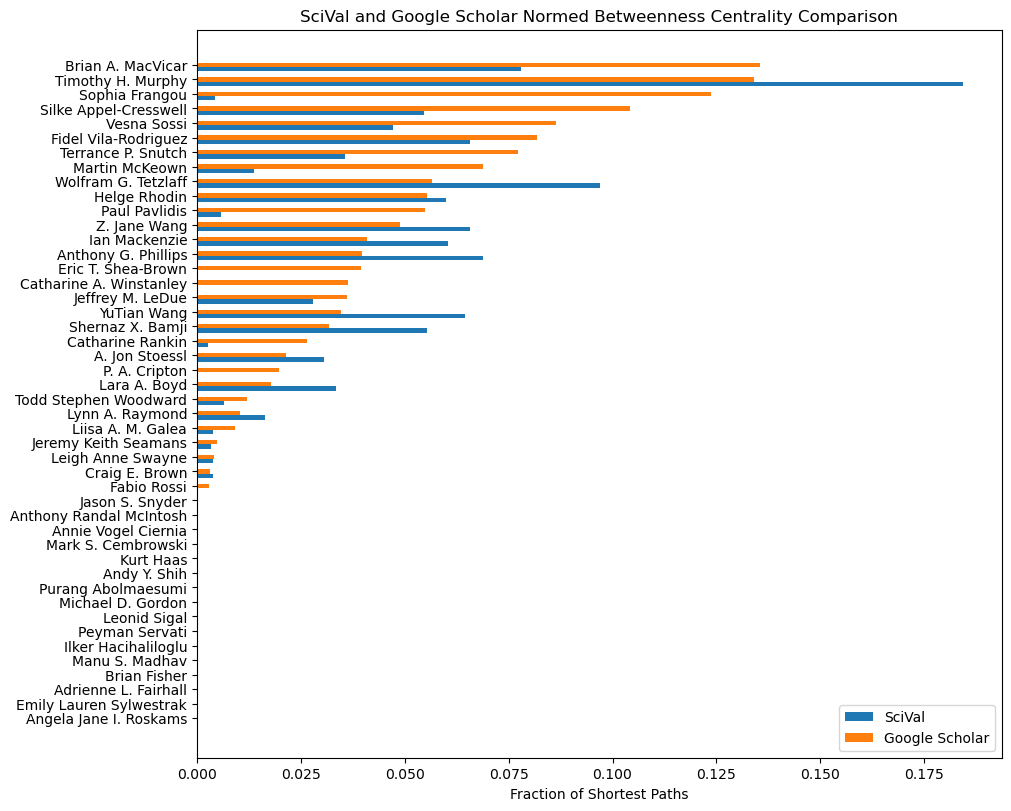 SciVal and Google Scholar Normed Betweenness Centrality Comparison
Brian A. MacVicar
Timothy H. Murphy
Sophia Frangou
Silke Appel-Cresswell
Vesna Sossi
Fidel Vila-Rodriguez
Terrance P. Snutch
Martin McKeown
Wolfram G. Tetzlaff
Helge Rhodin
Paul Pavlidis
Z. Jane Wang
Ian Mackenzie
Anthony G. Phillips
Eric T. Shea-Brown
Catharine A. Winstanley
Jeffrey M. LeDue
YuTian Wang
Shernaz X. Bamji
Catharine Rankin
A. Jon Stoessl
P. A. Cripton
Lara A. Boyd
Todd Stephen Woodward
Lynn A. Raymond
Liisa A. M. Galea
Jeremy Keith Seamans
Leigh Anne Swayne
Craig E. Brown
Fabio Rossi
Jason S. Snyder
Anthony Randal McIntosh
Annie Vogel Ciernia
Mark S. Cembrowski
Kurt Haas
Andy Y. Shih
Purang Abolmaesumi
Michael D. Gordon
Leonid Sigal
Peyman Servati
Ilker Hacihaliloglu
Manu S. Madhav
Brian Fisher
Adrienne L. Fairhall
Emily Lauren Sylwestrak
Angela Jane I. Roskams
SciVal
Google Scholar
0.000 0.025 0.050 0.075 0.100 0.125 0.150 0.175
Fraction of Shortest Paths